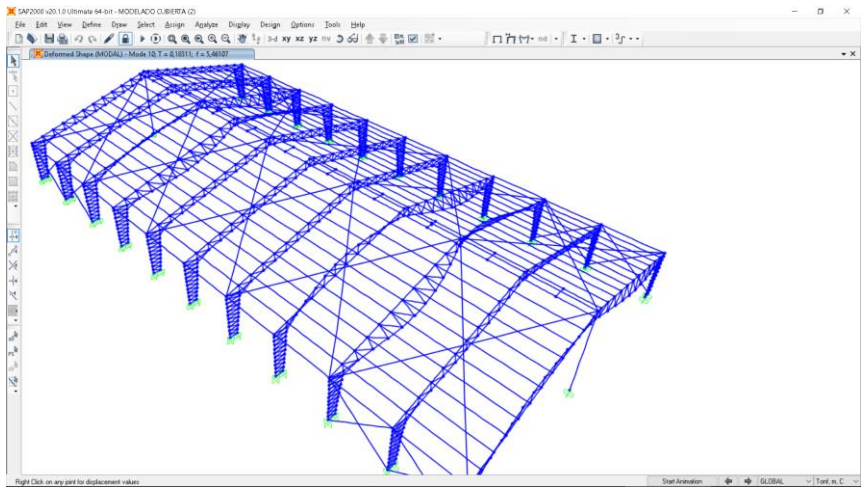 SAP2000 v20.1.0 Ultimate 64-bit - MODELADO CUBIERTA (2)
File Edit View Define Draw Select Assign Analyze Display Design Options Tools Help
3-d xy xz yz nv nd
Deformed Shape (MODAL) - Mode 10; T = 0,18311; f = 5,46107
Right Click on any joint for displacement values
Start Animation GLOBAL Tonf, m, C